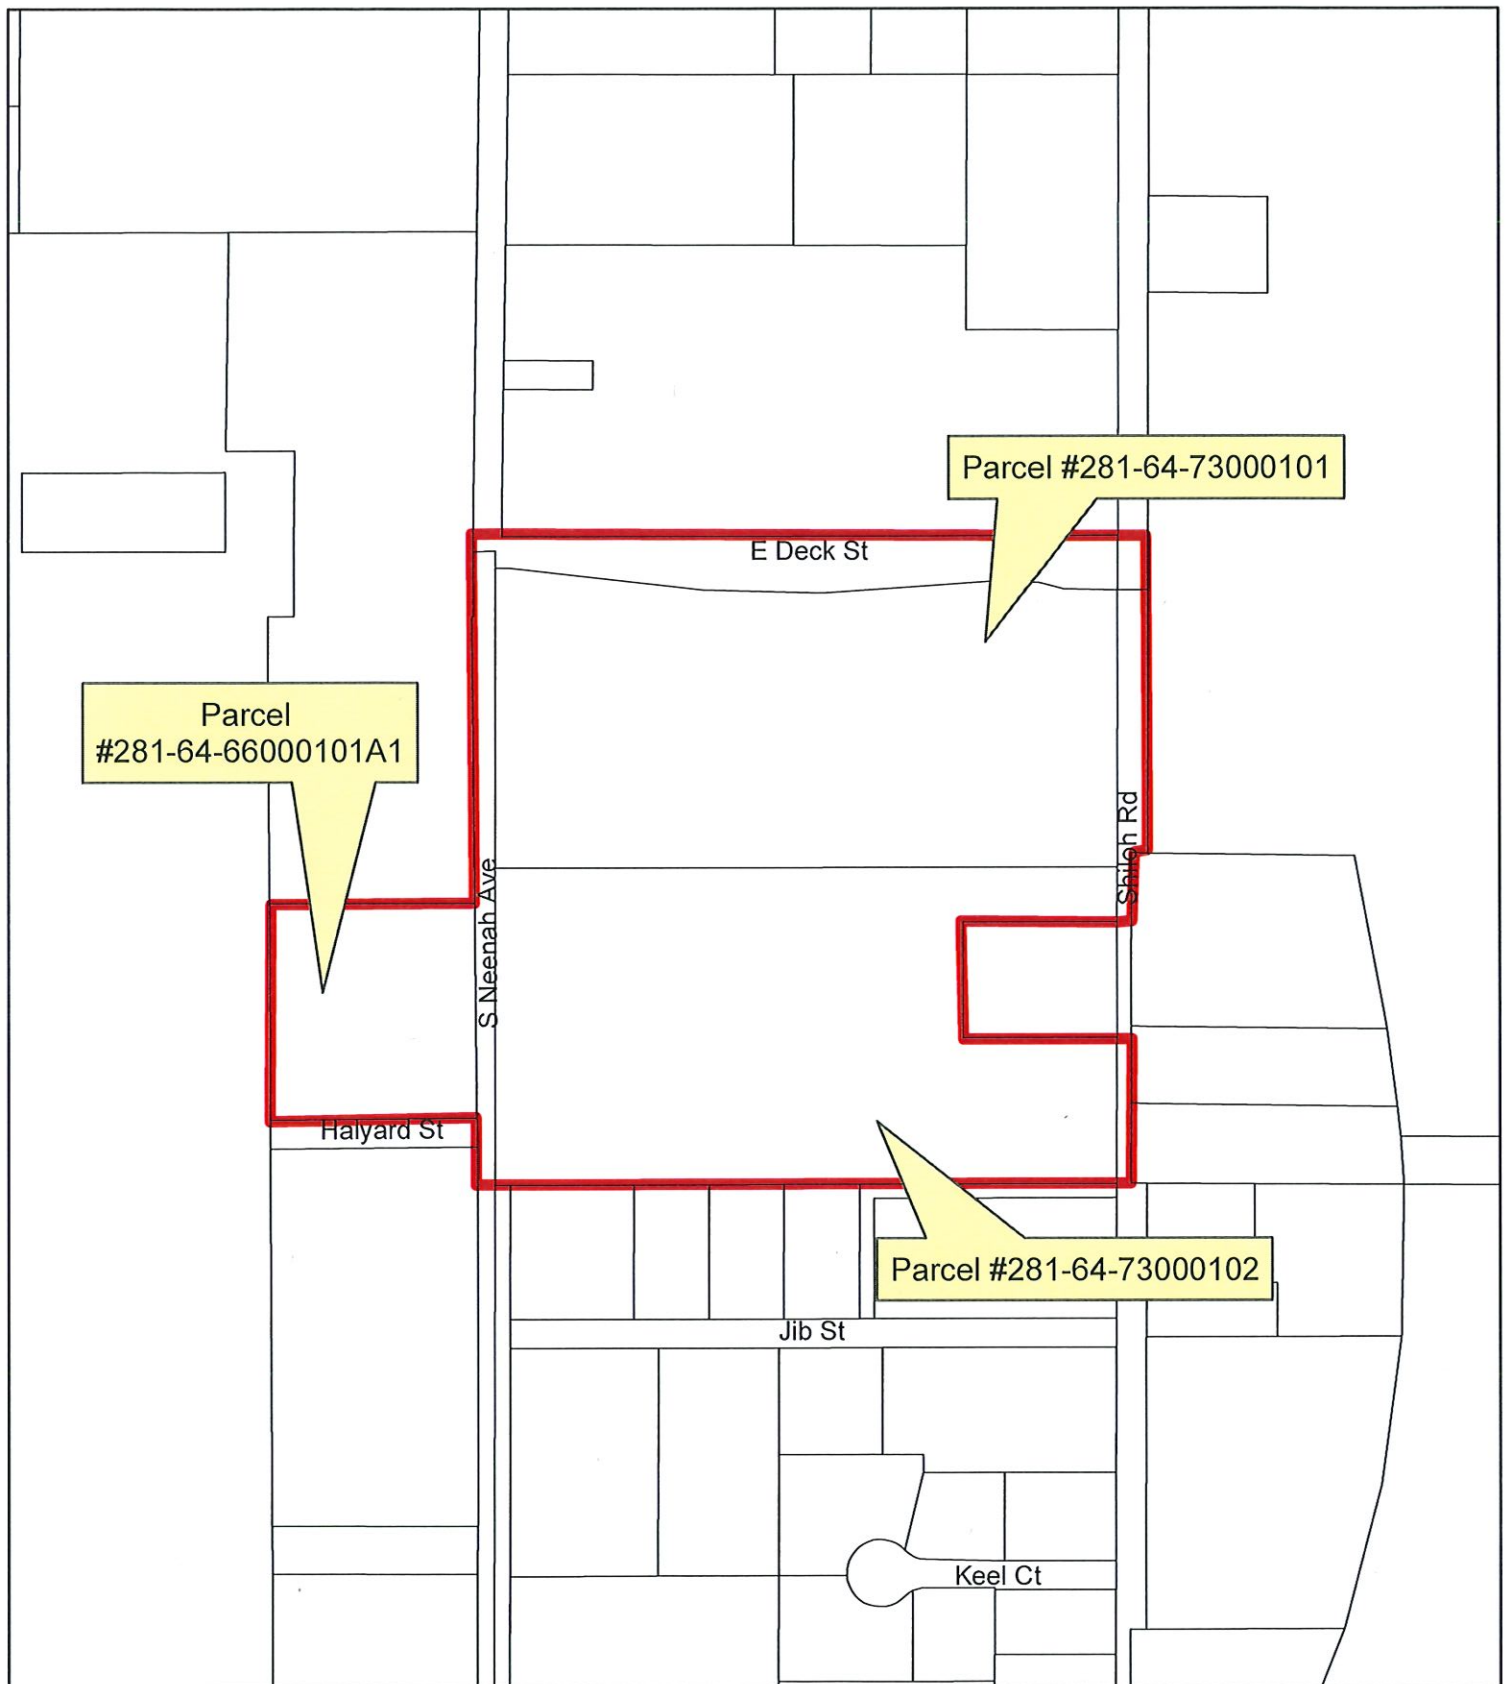 Parcel #281-64-73000101
E Deck St
Parcel
#281-64-66000101A1
Shiloh Rd
S Neenah Ave
Halyard St
Parcel #281-64-73000102
Jib St
Keel Ct